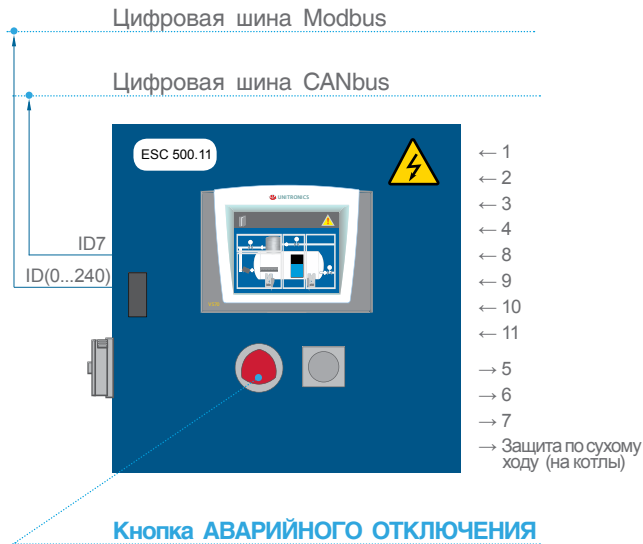 Цифровая шина Modbus
Цифровая шина CANbus
ESC 500.11
UNITRONICS
ID7
ID(0...240)
← 1
← 2
← 3
← 4
← 8
← 9
← 10
← 11
→ 5
→ 6
→ 7
→ Защита по сухому
ходу (на котлы)
Кнопка АВАРИЙНОГО ОТКЛЮЧЕНИЯ